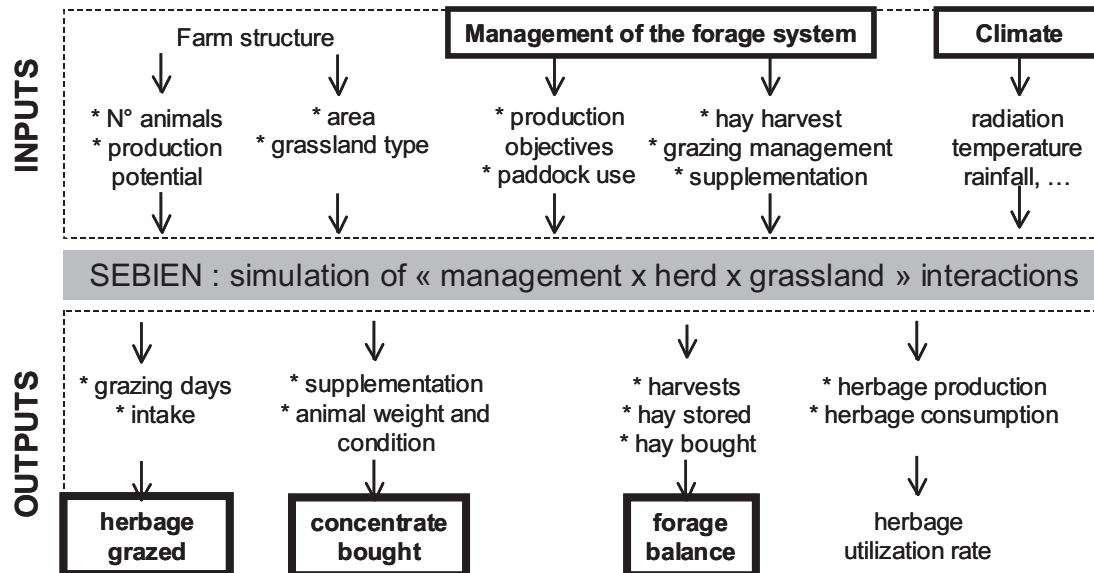 INPUTS
Farm structure
Management of the forage system
Climate
* N° animals
* production
potential
* area
* grassland type
* production
objectives
* paddock use
* hay harvest
* grazing management
* supplementation
radiation
temperature
rainfall, …
SEBIEN : simulation of « management x herd x grassland » interactions
OUTPUTS
* grazing days
* intake
* supplementation
* animal weight and
condition
* harvests
* hay stored
* hay bought
* herbage production
* herbage consumption
herbage
grazed
concentrate
bought
forage
balance
herbage
utilization rate